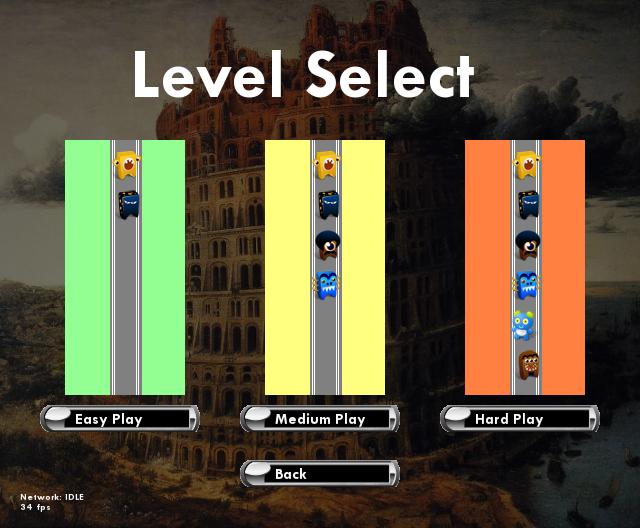 Level Select
Easy Play
Medium Play
Hard Play
Back
Network: IDLE
34 fps